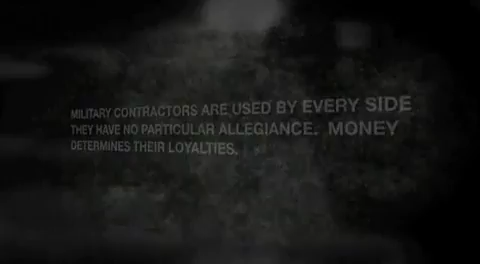 MILITARY CONTRACTORS ARE USED BY EVERY SIDE
THEY HAVE NO PARTICULAR ALLEGIANCE. MONEY
DETERMINES THEIR LOYALTIES.